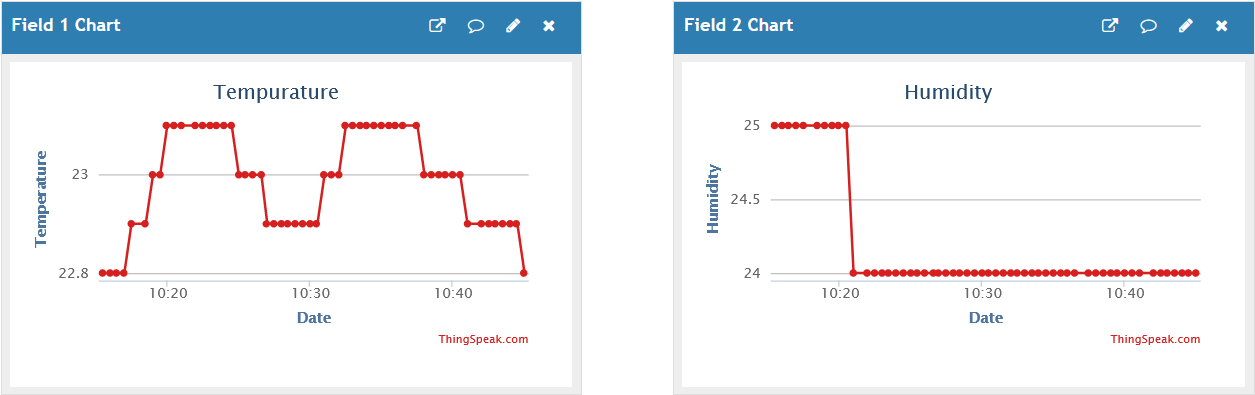 Field 1 Chart
Tempurature
Temperature
23
22.8
10:20
10:30
10:40
Date
ThingSpeak.com
Field 2 Chart
Humidity
Humidity
25
24.5
24
10:20
10:30
10:40
Date
ThingSpeak.com